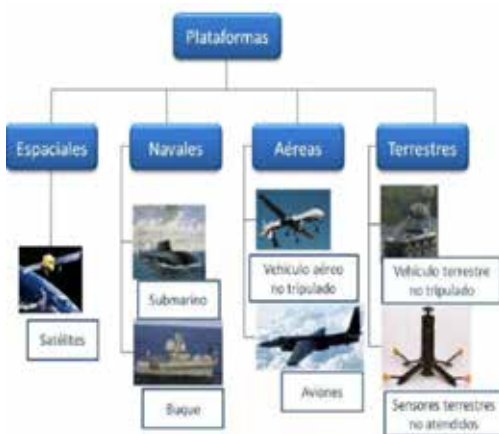 Plataformas
Espaciales
Navales
Aéreas
Terrestres
Satélites
Submarino
Buque
Vehículo aéreo
no tripulado
Aviones
Vehículo terrestre
no tripulado
Sensores terrestres
no atendidos